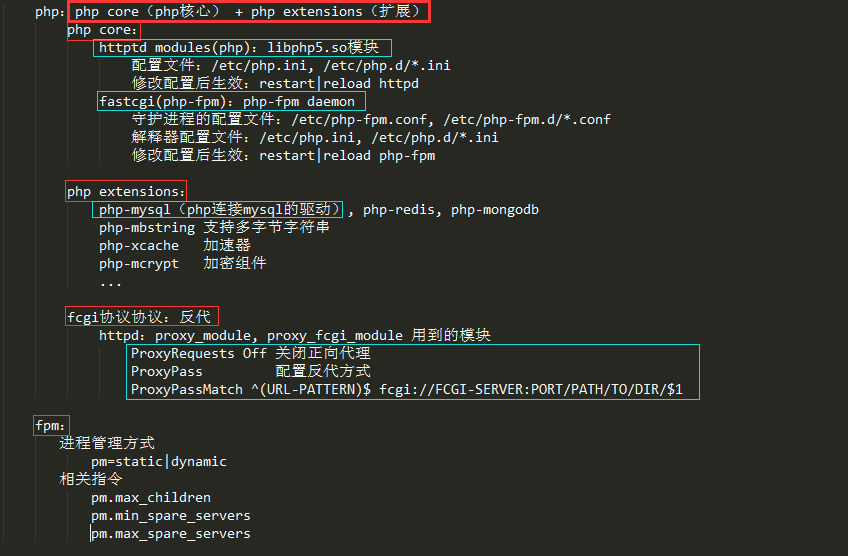 php：php core（php核心） + php extensions（扩展）
php core：
httptd modules(php)：libphp5.so模块
配置文件：/etc/php.ini, /etc/php.d/*.ini
修改配置后生效：restart|reload httpd
fastcgi(php-fpm)：php-fpm daemon
守护进程的配置文件：/etc/php-fpm.conf, /etc/php-fpm.d/*.conf
解释器配置文件：/etc/php.ini, /etc/php.d/*.ini
修改配置后生效：restart|reload php-fpm
php extensions：
php-mysql（php连接mysql的驱动）, php-redis, php-mongodb
php-mbstring 支持多字节字符串
php-xcache 加速器
php-mcrypt 加密组件
...
fcgi协议协议：反代
httpd：proxy_module, proxy_fcgi_module 用到的模块
ProxyRequests Off 关闭正向代理
ProxyPass 配置反代方式
ProxyPassMatch ^(URL-PATTERN)$ fcgi://FCGI-SERVER:PORT/PATH/TO/DIR/$1
fpm：
进程管理方式
pm=static|dynamic
相关指令
pm.max_children
pm.min_spare_servers
pm.max_spare_servers